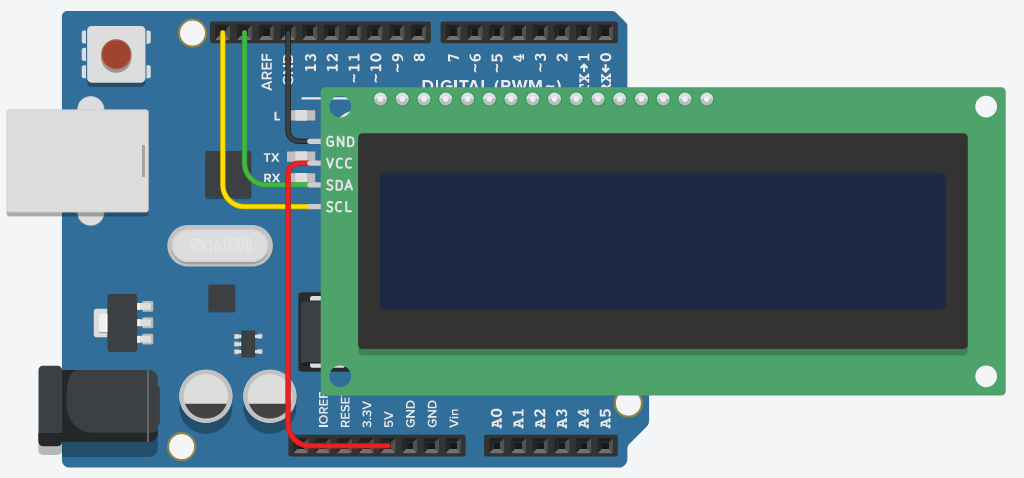 AREF
GND
13
12
~11
~10
~9
8
7
~6
~5
4
~3
2
TX→1
RX←0
DIGITAL (PWM~)
L
TX
RX
GND
VCC
SDA
SCL
SPK16.000G
IOREF
RESET
3.3V
5V
GND
GND
Vin
A0
A1
A2
A3
A4
A5